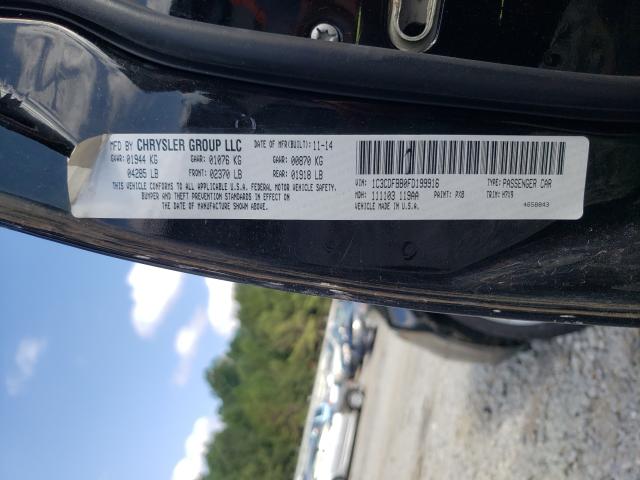 MFD BY CHRYSLER GROUP LLC DATE OF MFR(BUILT): 11-14
GVWR: 01944 KG GAWR: 01076 KG GAWR: 00870 KG
04285 LB FRONT: 02370 LB REAR: 01918 LB
THIS VEHICLE CONFORMS TO ALL APPLICABLE U.S.A. FEDERAL MOTOR VEHICLE SAFETY,
BUMPER AND THEFT PREVENTION STANDARDS IN EFFECT ON
THE DATE OF MANUFACTURE SHOWN ABOVE.
VIN: 1C3CDFBB0FD199916 TYPE: PASSENGER CAR
MDH: 111103 119AA PAINT: PX8 TRIM: H7V9
VEHICLE MADE IN U.S.A. 4658843